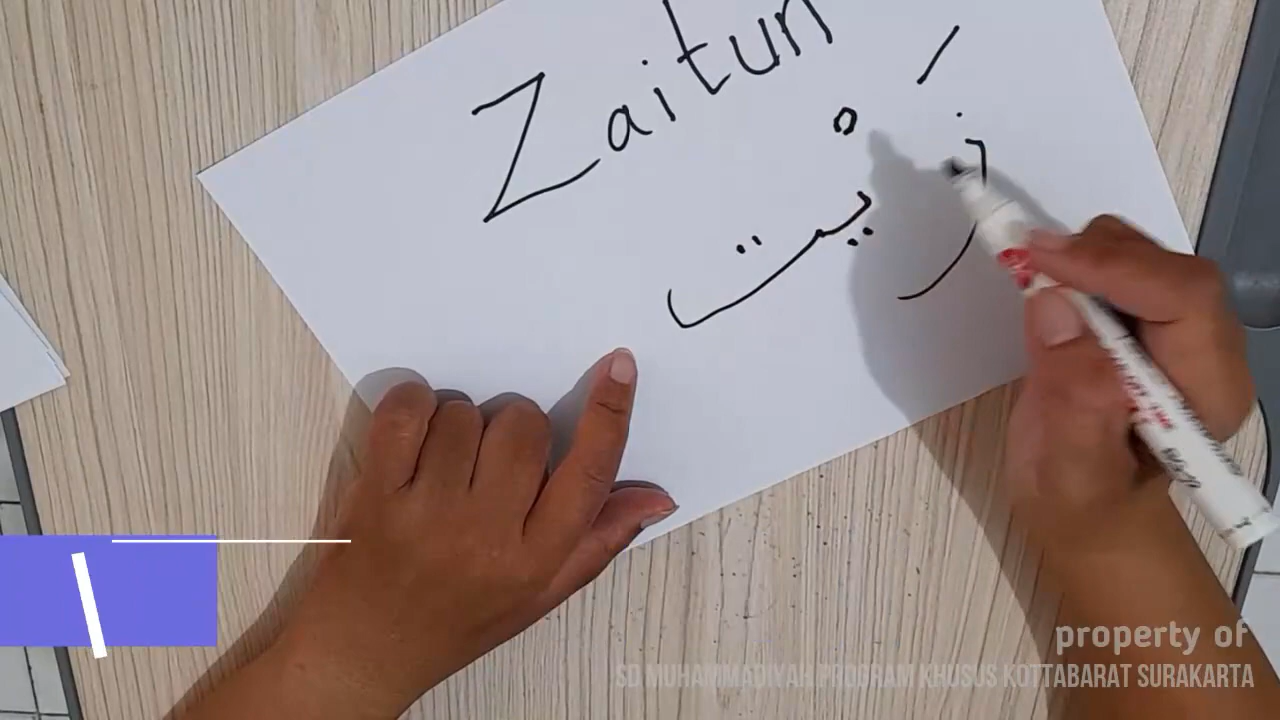 Zaitun
زَيْت
property of
SD MUHAMMADIYAH PROGRAM KHUSUS KOTTABARAT SURAKARTA